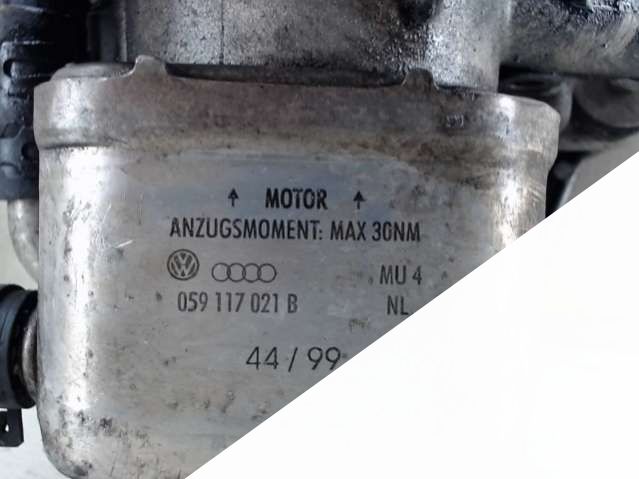 ↑ MOTOR ↑
ANZUGSMOMENT: MAX 30NM
MU 4
059 117 021 B NL
44 / 99